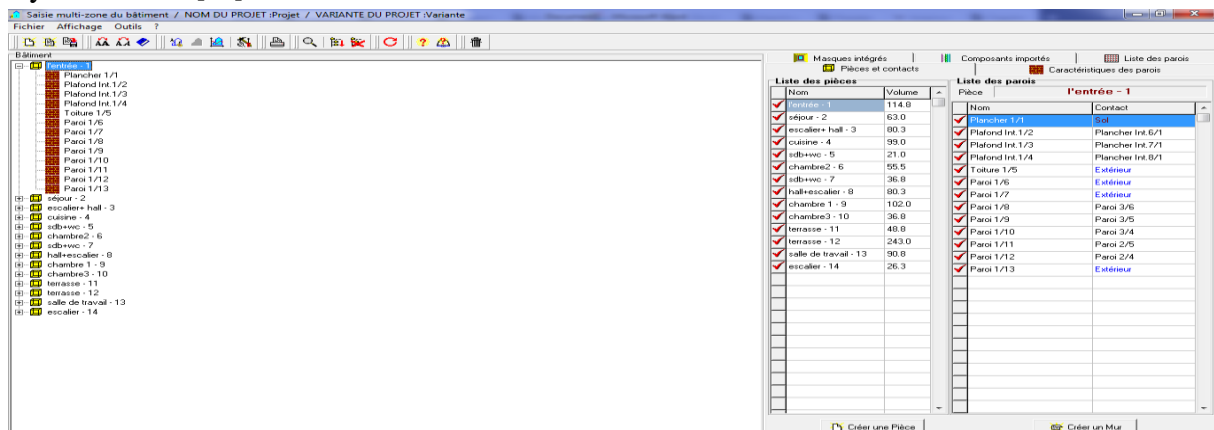 Saisie multi-zone du bâtiment / NOM DU PROJET :Projet / VARIANTE DU PROJET :Variante
Fichier Affichage Outils ?
Bâtiment
l'entrée - 1
Plancher 1/1
Plafond Int.1/2
Plafond Int.1/3
Plafond Int.1/4
Toiture 1/5
Paroi 1/6
Paroi 1/7
Paroi 1/8
Paroi 1/9
Paroi 1/10
Paroi 1/11
Paroi 1/12
Paroi 1/13
séjour - 2
escalier+ hall - 3
cuisine - 4
sdb+wc - 5
chambre2 - 6
sdb+wc - 7
hall+escalier - 8
chambre 1 - 9
chambre3 - 10
terrasse - 11
terrasse - 12
salle de travail - 13
escalier - 14
Masques intégrés Composants importés Liste des parois
Pièces et contacts Caractéristiques des parois
Liste des pièces
Nom Volume
l'entrée - 1 114.8
séjour - 2 63.0
escalier+ hall - 3 80.3
cuisine - 4 99.0
sdb+wc - 5 21.0
chambre2 - 6 55.5
sdb+wc - 7 36.8
hall+escalier - 8 80.3
chambre 1 - 9 102.0
chambre3 - 10 36.8
terrasse - 11 48.8
terrasse - 12 243.0
salle de travail - 13 90.8
escalier - 14 26.3
Créer une Pièce
Liste des parois
Pièce l'entrée - 1
Nom Contact
Plancher 1/1 Sol
Plafond Int.1/2 Plancher Int.6/1
Plafond Int.1/3 Plancher Int.7/1
Plafond Int.1/4 Plancher Int.8/1
Toiture 1/5 Extérieur
Paroi 1/6 Extérieur
Paroi 1/7 Extérieur
Paroi 1/8 Paroi 3/6
Paroi 1/9 Paroi 3/5
Paroi 1/10 Paroi 3/4
Paroi 1/11 Paroi 2/5
Paroi 1/12 Paroi 2/4
Paroi 1/13 Extérieur
Créer un Mur